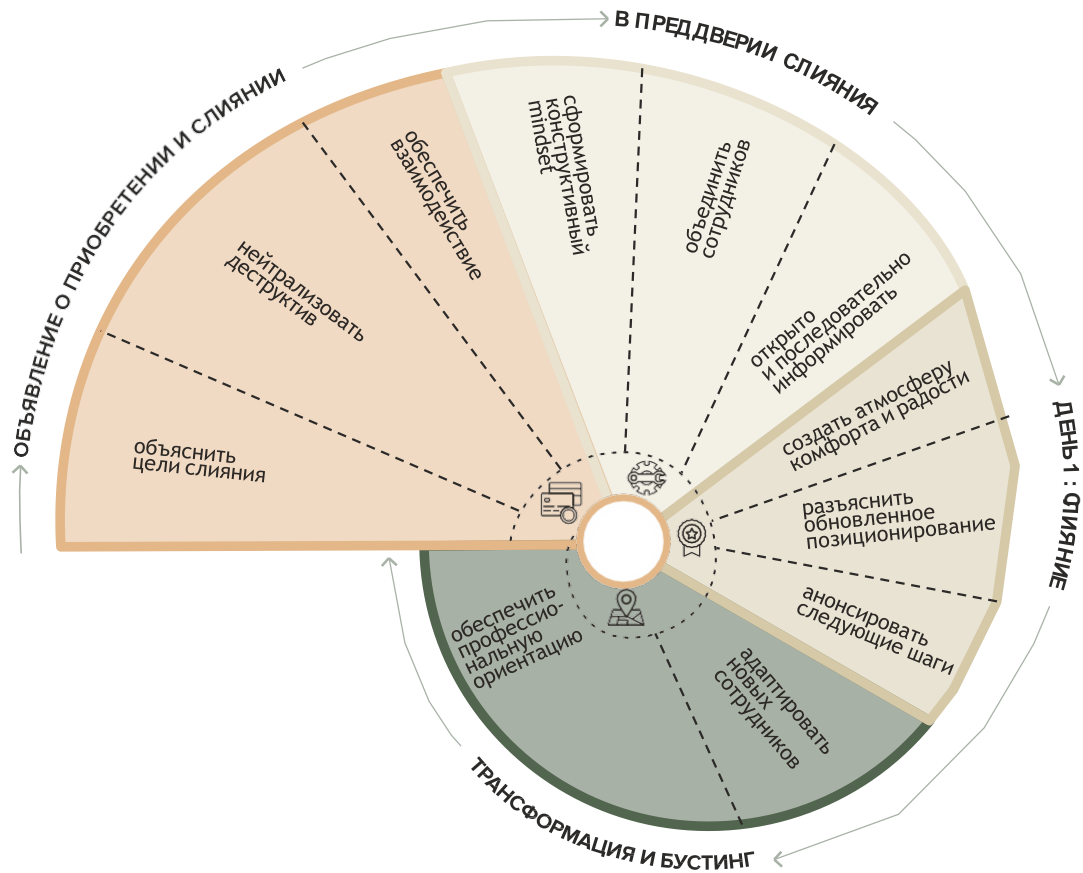 ОБЪЯВЛЕНИЕ О ПРИОБРЕТЕНИИ И СЛИЯНИИ
объяснить
цели слияния
нейтрализовать
деструктив
обеспечить
взаимодействие
В ПРЕДДВЕРИИ СЛИЯНИЯ
сформировать
конструктивный
mindset
объединить
сотрудников
открыто
и последовательно
информировать
ДЕНЬ 1 : СЛИЯНИЕ
создать атмосферу
комфорта и радости
разъяснить
обновленное
позиционирование
анонсировать
следующие шаги
ТРАНСФОРМАЦИЯ И БУСТИНГ
адаптировать
новых
сотрудников
обеспечить
профессио-
нальную
ориентацию